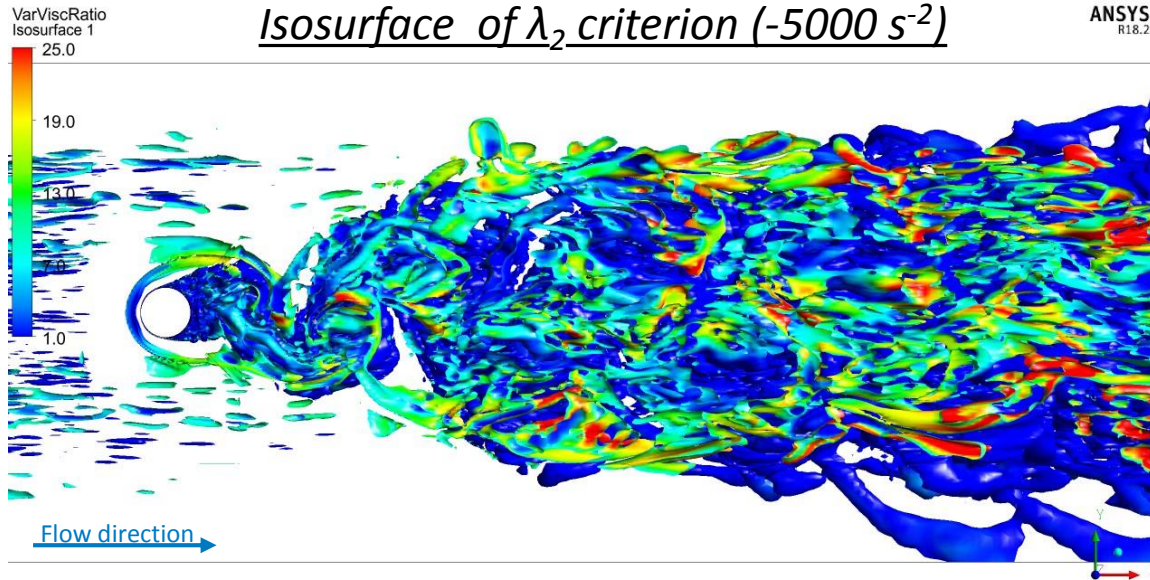 VarViscRatio
Isosurface 1
Isosurface of λ₂ criterion (-5000 s⁻²)
ANSYS
R18.2
25.0
19.0
13.0
7.0
1.0
Flow direction
Y